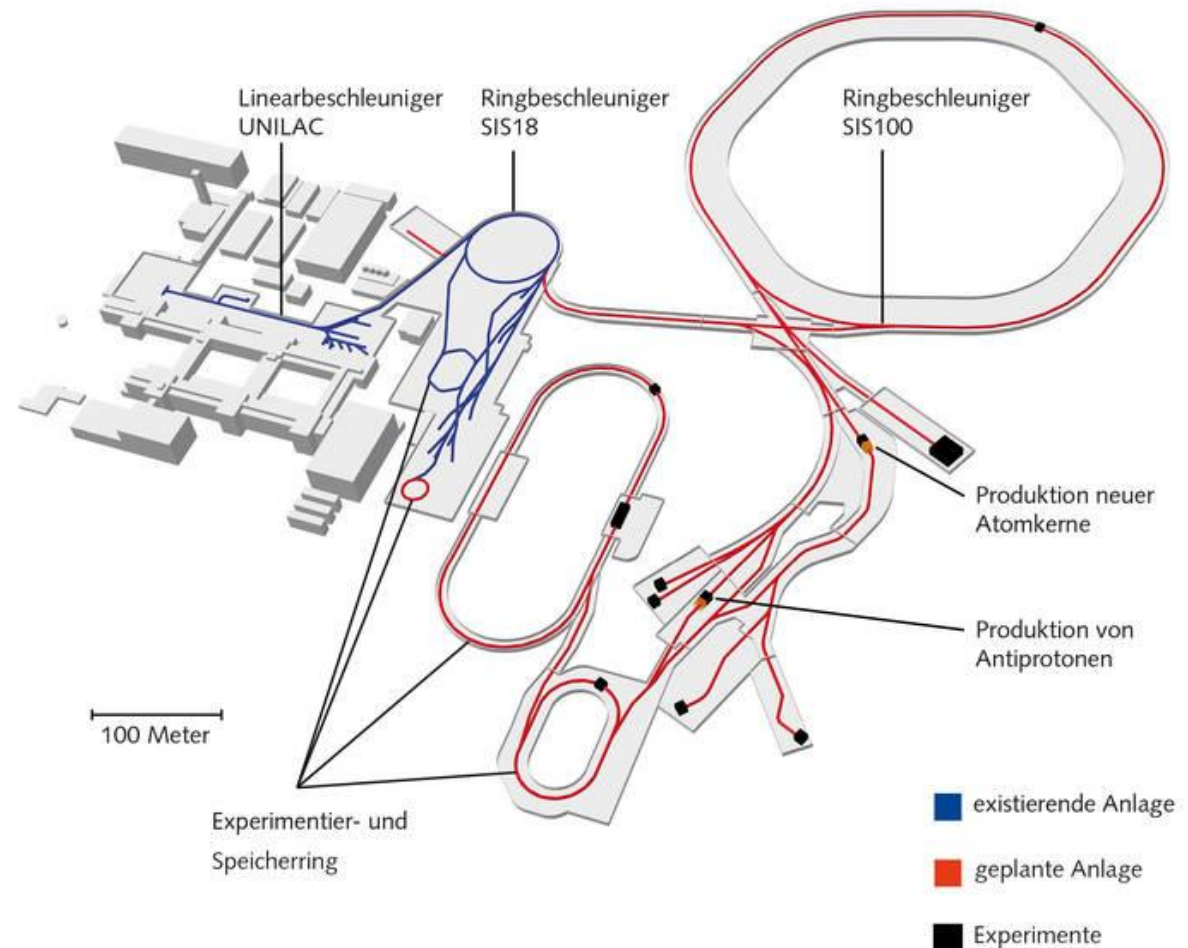 Linearbeschleuniger
UNILAC
Ringbeschleuniger
SIS18
Ringbeschleuniger
SIS100
Produktion neuer
Atomkerne
Produktion von
Antiprotonen
100 Meter
Experimentier- und
Speicherring
existierende Anlage
geplante Anlage
Experimente